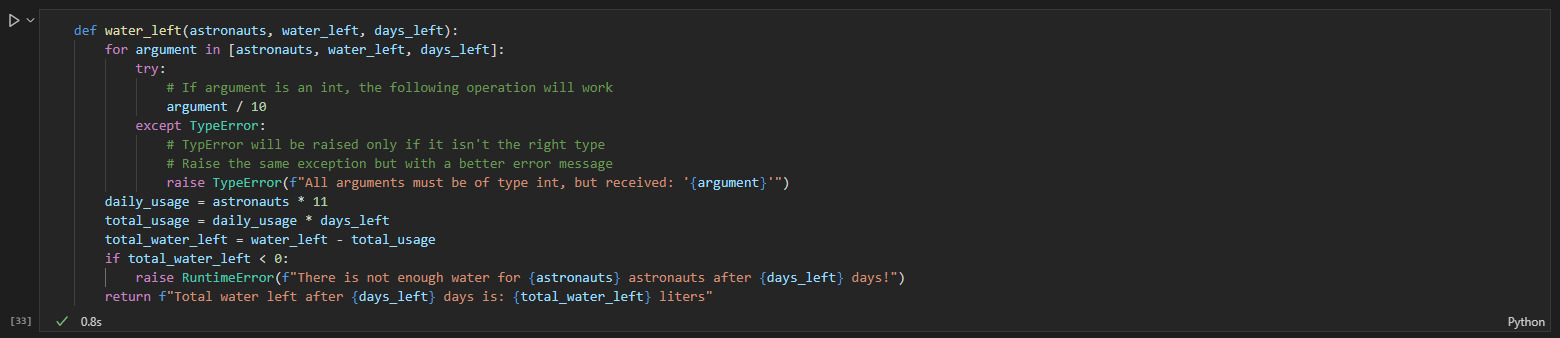 def water_left(astronauts, water_left, days_left):
    for argument in [astronauts, water_left, days_left]:
        try:
            # If argument is an int, the following operation will work
            argument / 10
        except TypeError:
            # TypError will be raised only if it isn't the right type
            # Raise the same exception but with a better error message
            raise TypeError(f"All arguments must be of type int, but received: '{argument}'")
    daily_usage = astronauts * 11
    total_usage = daily_usage * days_left
    total_water_left = water_left - total_usage
    if total_water_left < 0:
        raise RuntimeError(f"There is not enough water for {astronauts} astronauts after {days_left} days!")
    return f"Total water left after {days_left} days is: {total_water_left} liters"
[33] 0.8s Python